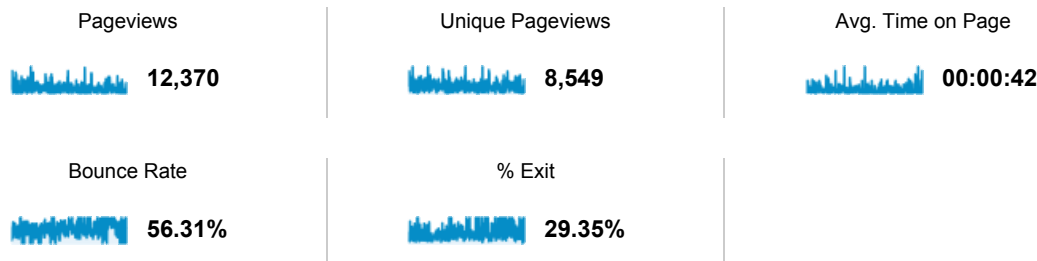 Pageviews
12,370
Unique Pageviews
8,549
Avg. Time on Page
00:00:42
Bounce Rate
56.31%
% Exit
29.35%